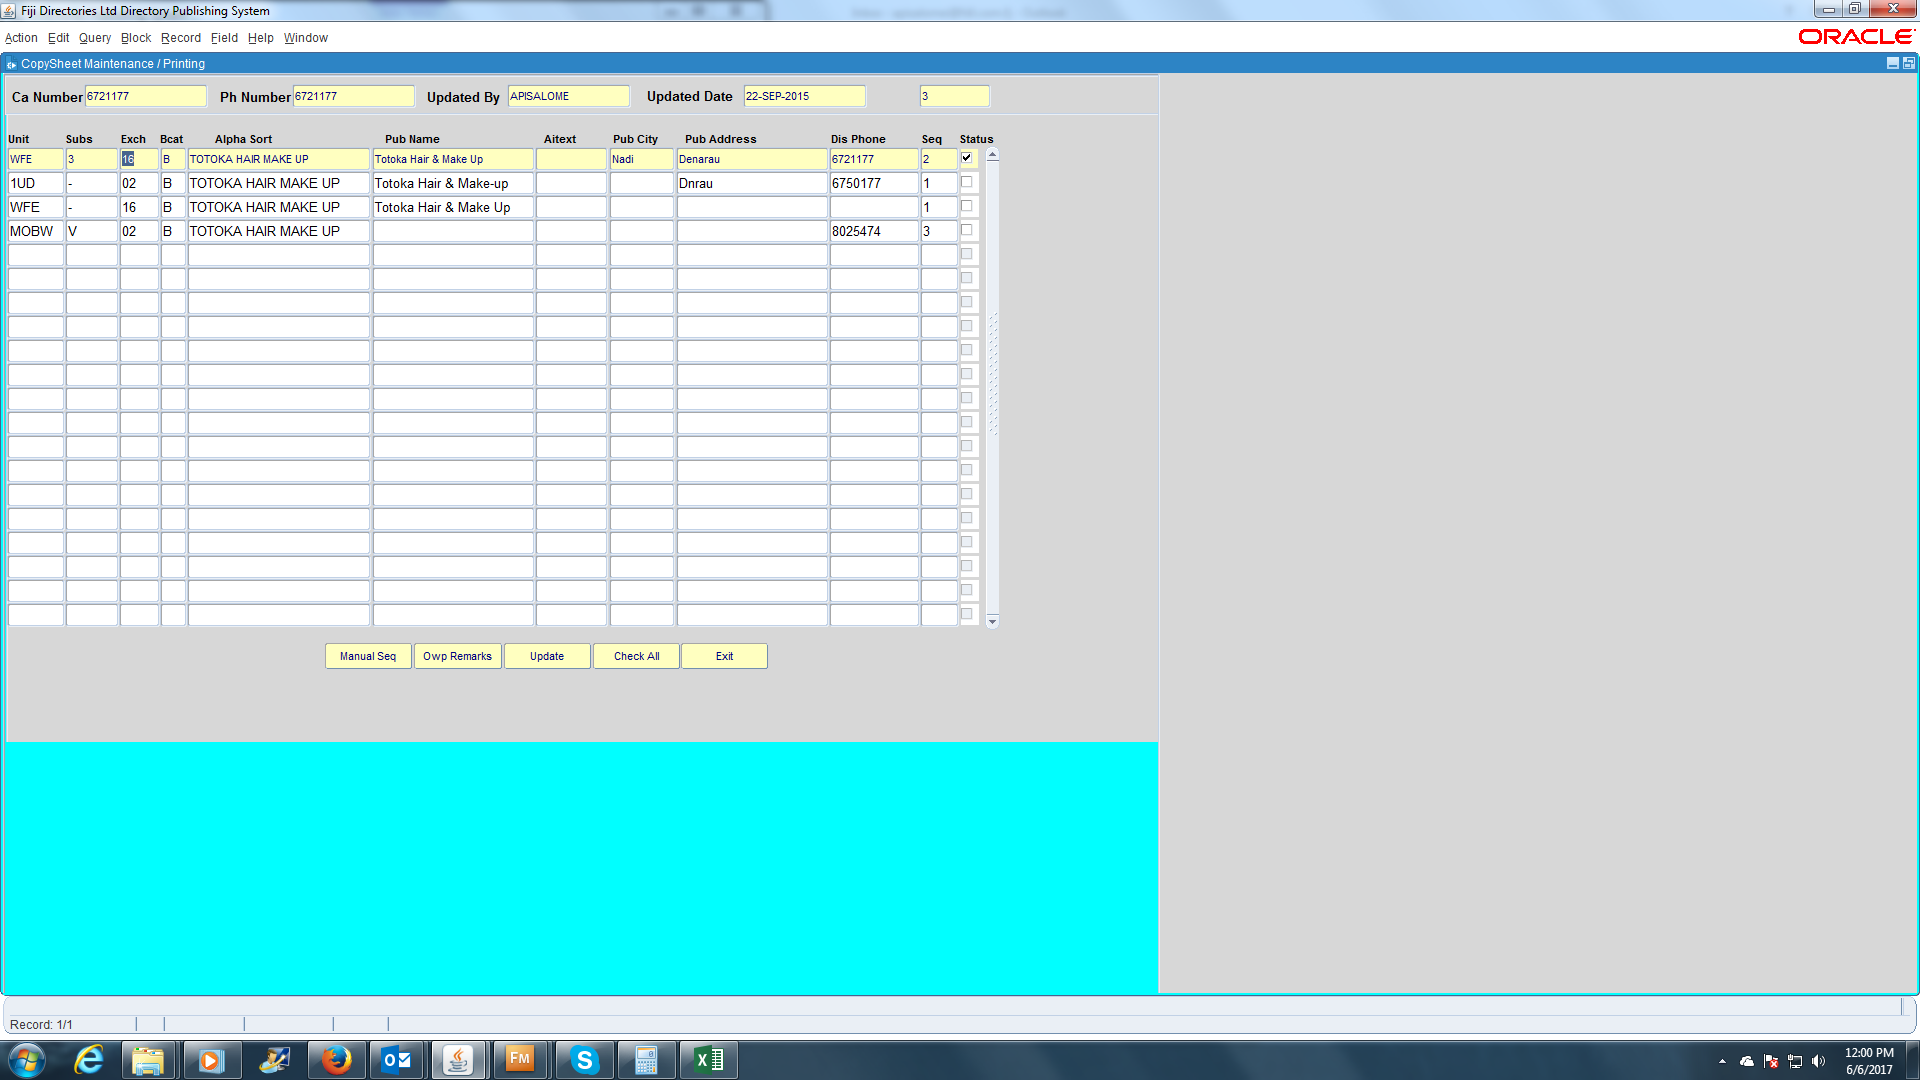 Fiji Directories Ltd Directory Publishing System
Action Edit Query Block Record Field Help Window
ORACLE
CopySheet Maintenance / Printing
Ca Number 6721177 Ph Number 6721177 Updated By APISALOME Updated Date 22-SEP-2015 3
Unit Subs Exch Bcat Alpha Sort Pub Name Aitext Pub City Pub Address Dis Phone Seq Status
WFE 3 16 B TOTOKA HAIR MAKE UP Totoka Hair & Make Up Nadi Denarau 6721177 2
1UD - 02 B TOTOKA HAIR MAKE UP Totoka Hair & Make-up Dnrau 6750177 1
WFE - 16 B TOTOKA HAIR MAKE UP Totoka Hair & Make Up 1
MOBW V 02 B TOTOKA HAIR MAKE UP 8025474 3
Manual Seq Owp Remarks Update Check All Exit
Record: 1/1
FM
12:00 PM
6/6/2017